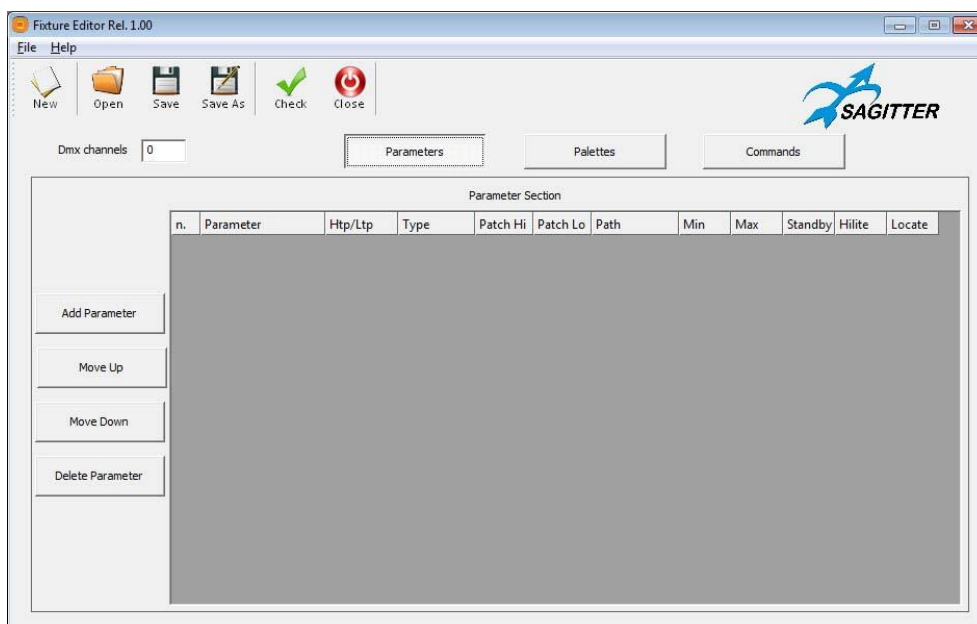 Fixture Editor Rel. 1.00
File Help
New Open Save Save As Check Close
SAGITTER
Dmx channels 0 Parameters Palettes Commands
Parameter Section
n. Parameter Htp/Ltp Type Patch Hi Patch Lo Path Min Max Standby Hilite Locate
Add Parameter
Move Up
Move Down
Delete Parameter